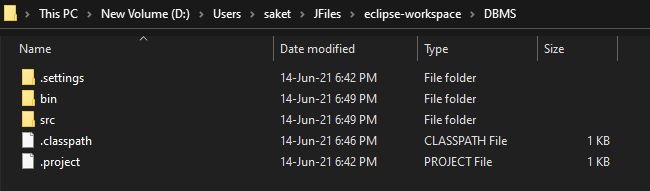 This PC > New Volume (D:) > Users > saket > JFiles > eclipse-workspace > DBMS
Name Date modified Type Size
.settings 14-Jun-21 6:42 PM File folder
bin 14-Jun-21 6:49 PM File folder
src 14-Jun-21 6:49 PM File folder
.classpath 14-Jun-21 6:46 PM CLASSPATH File 1 KB
.project 14-Jun-21 6:42 PM PROJECT File 1 KB